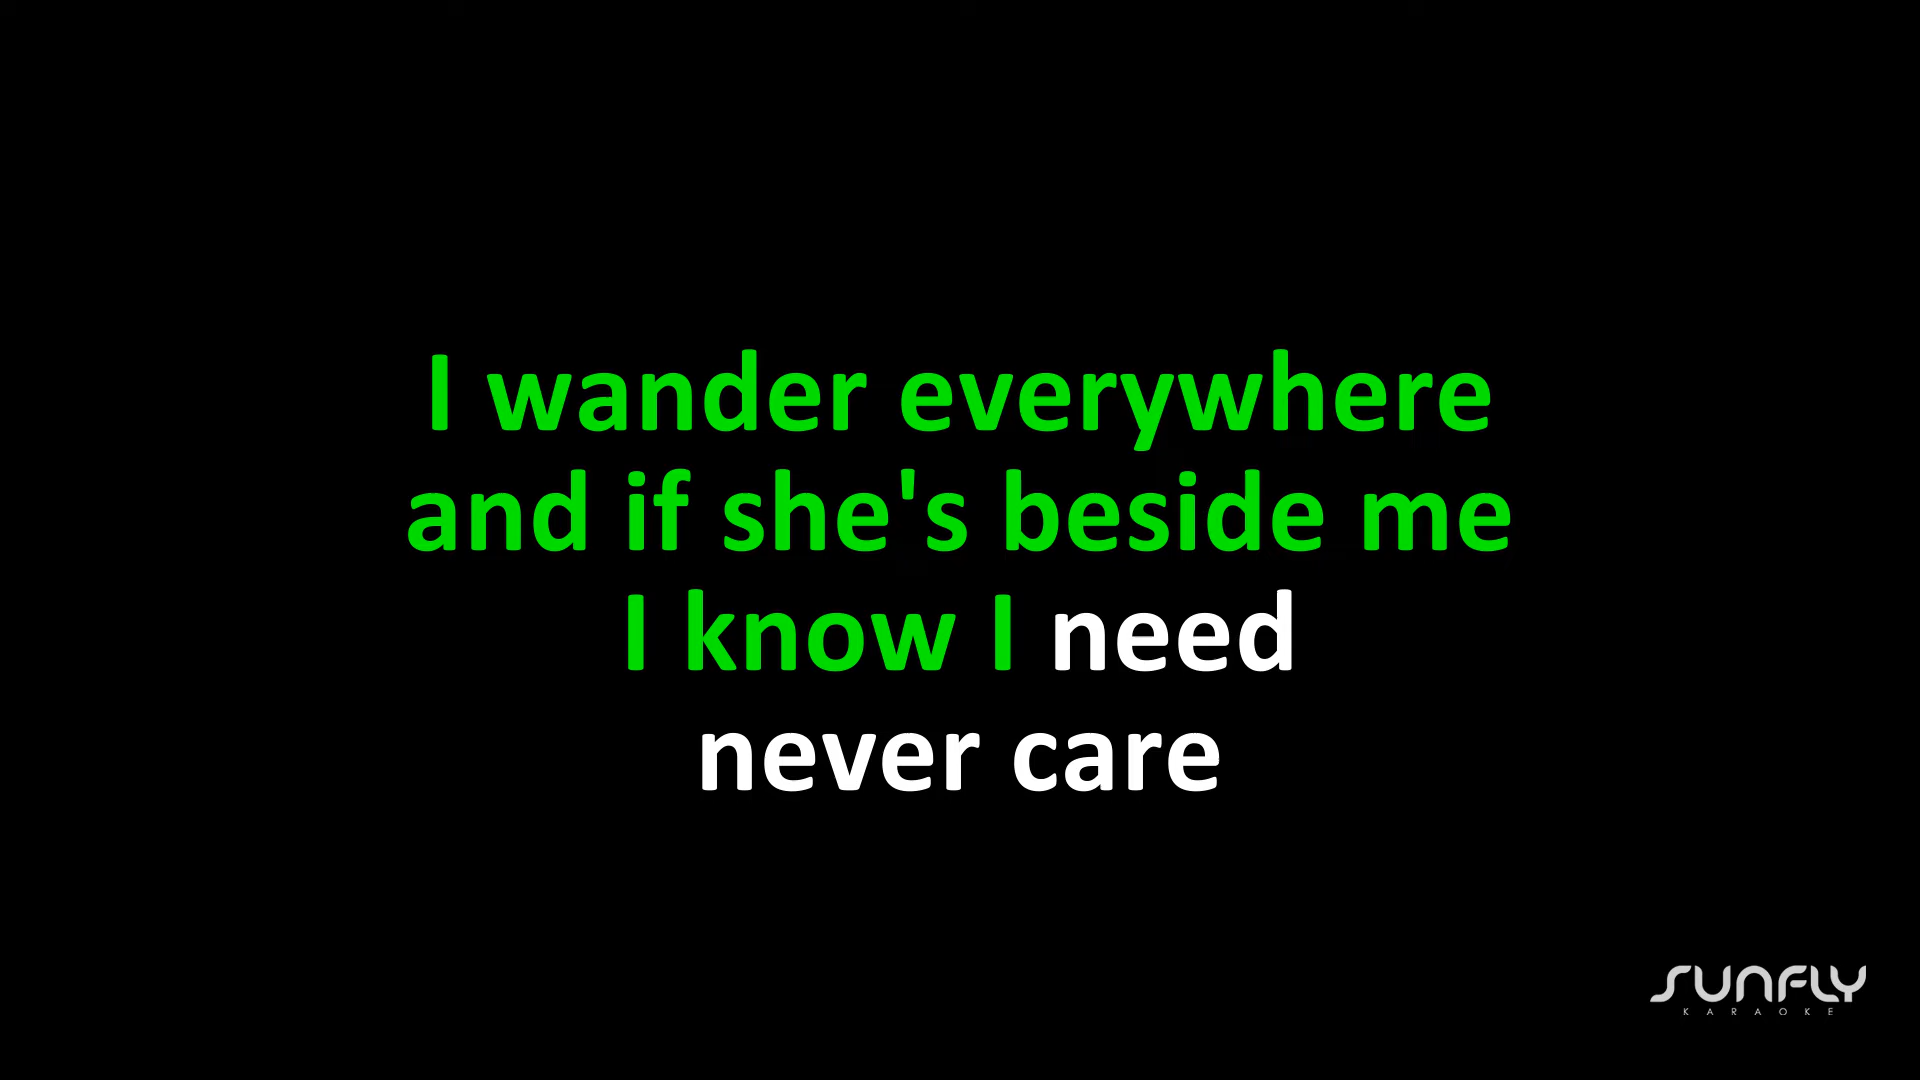 I wander everywhere
and if she's beside me
I know I need
never care
SUNFLY
KARAOKE